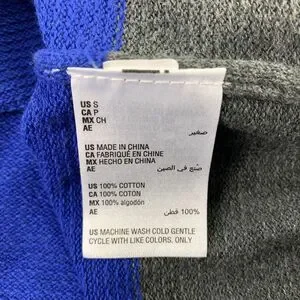 US S
CA P
MX CH
AE صغير
US MADE IN CHINA
CA FABRIQUÉ EN CHINE
MX HECHO EN CHINA
AE صنع في الصين
US 100% COTTON
CA 100% COTON
MX 100% algodón
AE 100% قطن
US MACHINE WASH COLD GENTLE
CYCLE WITH LIKE COLORS. ONLY